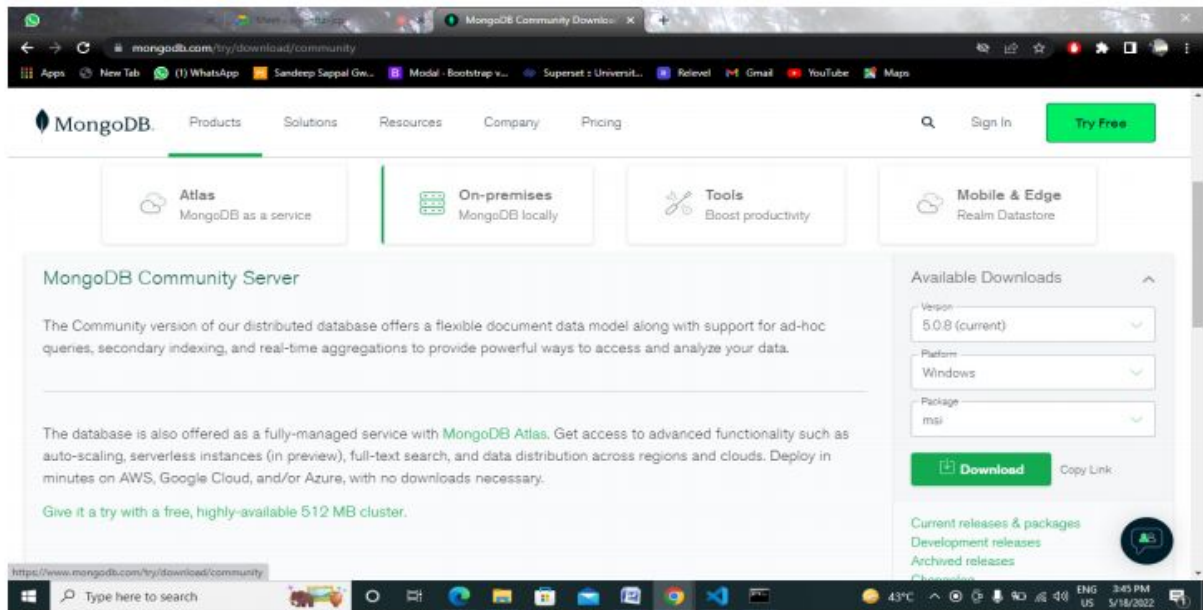 MongoDB Community Downloa
mongodb.com/try/download/community
Apps New Tab (1) WhatsApp Sandeep Sappal Gw... Modal · Bootstrap v... Superset :: Universit... Relevel Gmail YouTube Maps
MongoDB. Products Solutions Resources Company Pricing Sign In Try Free
Atlas
MongoDB as a service
On-premises
MongoDB locally
Tools
Boost productivity
Mobile & Edge
Realm Datastore
MongoDB Community Server
The Community version of our distributed database offers a flexible document data model along with support for ad-hoc
queries, secondary indexing, and real-time aggregations to provide powerful ways to access and analyze your data.
The database is also offered as a fully-managed service with MongoDB Atlas. Get access to advanced functionality such as
auto-scaling, serverless instances (in preview), full-text search, and data distribution across regions and clouds. Deploy in
minutes on AWS, Google Cloud, and/or Azure, with no downloads necessary.
Give it a try with a free, highly-available 512 MB cluster.
Available Downloads
Version
5.0.8 (current)
Platform
Windows
Package
msi
Download Copy Link
Current releases & packages
Development releases
Archived releases
Changelog
https://www.mongodb.com/try/download/community
Type here to search
43°C
ENG
US
3:45 PM
5/18/2022